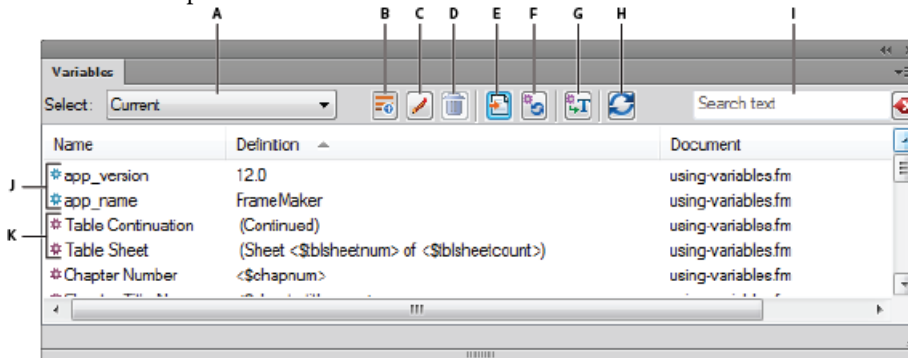 A B C D E F G H I
Variables
Select: Current Search text
Name Definition Document
J app_version 12.0 using-variables.fm
app_name FrameMaker using-variables.fm
K Table Continuation (Continued) using-variables.fm
Table Sheet (Sheet <$tblsheetnum> of <$tblsheetcount>) using-variables.fm
Chapter Number <$chapnum> using-variables.fm